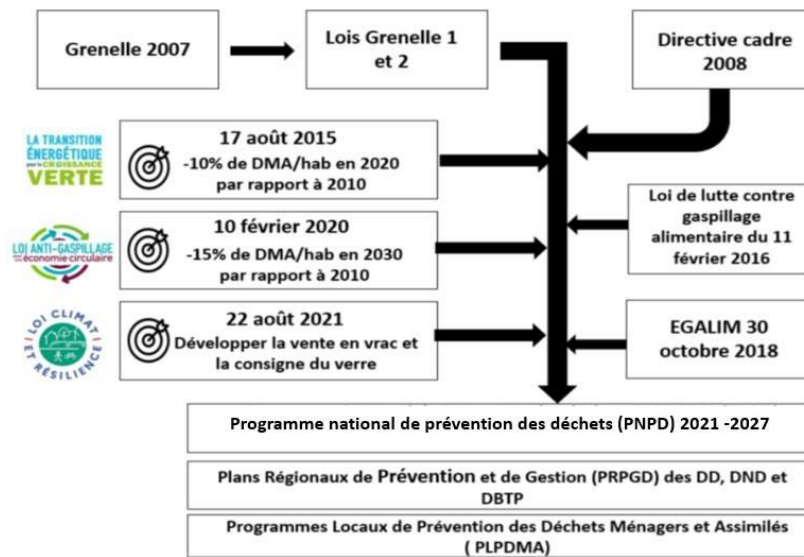 Grenelle 2007
Lois Grenelle 1
et 2
Directive cadre
2008
LA TRANSITION
ÉNERGÉTIQUE
pour la CROISSANCE
VERTE
17 août 2015
-10% de DMA/hab en 2020
par rapport à 2010
Loi de lutte contre
gaspillage
alimentaire du 11
février 2016
LOI ANTI-GASPILLAGE
économie circulaire
10 février 2020
-15% de DMA/hab en 2030
par rapport à 2010
LOI CLIMAT
ET RÉSILIENCE
22 août 2021
Développer la vente en vrac et
la consigne du verre
EGALIM 30
octobre 2018
Programme national de prévention des déchets (PNPD) 2021 -2027
Plans Régionaux de Prévention et de Gestion (PRPGD) des DD, DND et
DBTP
Programmes Locaux de Prévention des Déchets Ménagers et Assimilés
( PLPDMA)